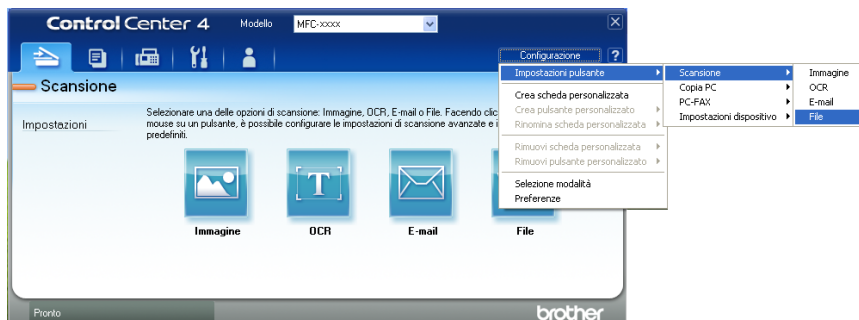 Control Center 4 Modello MFC-xxxx
Configurazione ?
Scansione
Impostazioni
Selezionare una delle opzioni di scansione: Immagine, OCR, E-mail o File. Facendo clic
mouse su un pulsante, è possibile configurare le impostazioni di scansione avanzate e i
predefiniti.
Immagine OCR E-mail File
Pronto
brother
Impostazioni pulsante
Crea scheda personalizzata
Crea pulsante personalizzato
Rinomina scheda personalizzata
Rimuovi scheda personalizzata
Rimuovi pulsante personalizzato
Selezione modalità
Preferenze
Scansione
Copia PC
PC-FAX
Impostazioni dispositivo
Immagine
OCR
E-mail
File